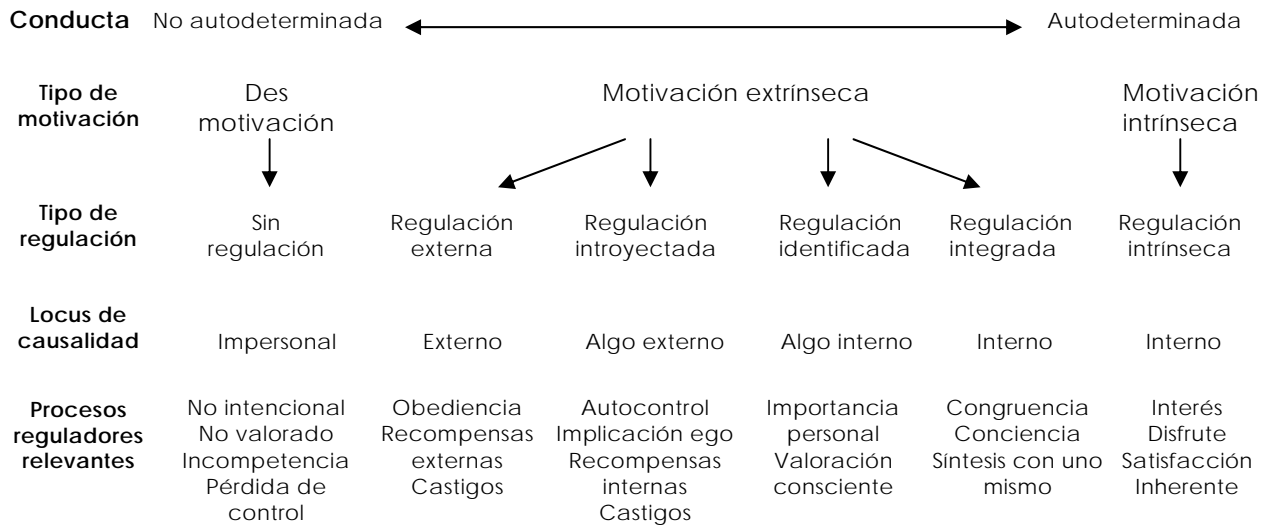 Conducta No autodeterminada Autodeterminada
Tipo de motivación
Des motivación
Motivación extrínseca
Motivación intrínseca
Tipo de regulación
Sin regulación
Regulación externa
Regulación introyectada
Regulación identificada
Regulación integrada
Regulación intrínseca
Locus de causalidad
Impersonal
Externo
Algo externo
Algo interno
Interno
Interno
Procesos reguladores relevantes
No intencional
No valorado
Incompetencia
Pérdida de
control
Obediencia
Recompensas
externas
Castigos
Autocontrol
Implicación ego
Recompensas
internas
Castigos
Importancia
personal
Valoración
consciente
Congruencia
Conciencia
Síntesis con uno
mismo
Interés
Disfrute
Satisfacción
Inherente